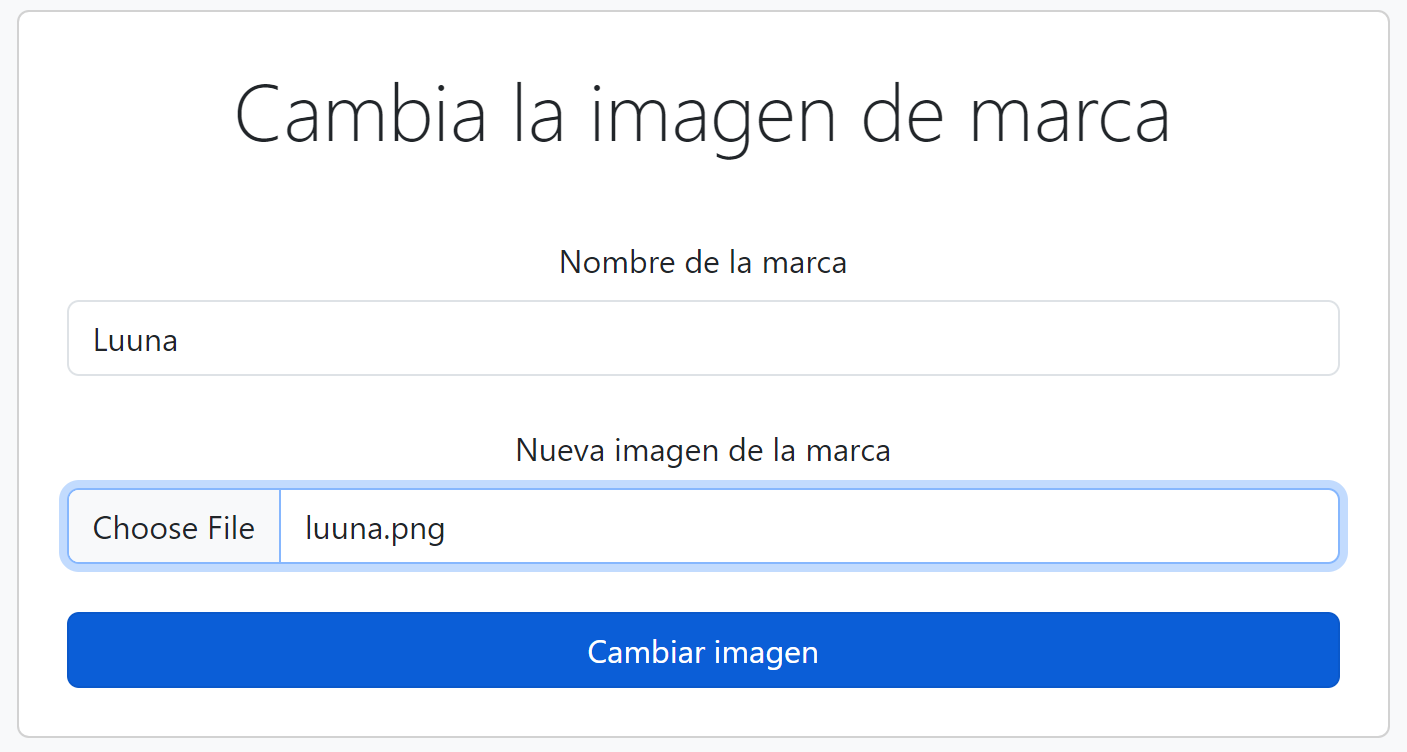 Cambia la imagen de marca
Nombre de la marca
Luuna
Nueva imagen de la marca
Choose File luuna.png
Cambiar imagen